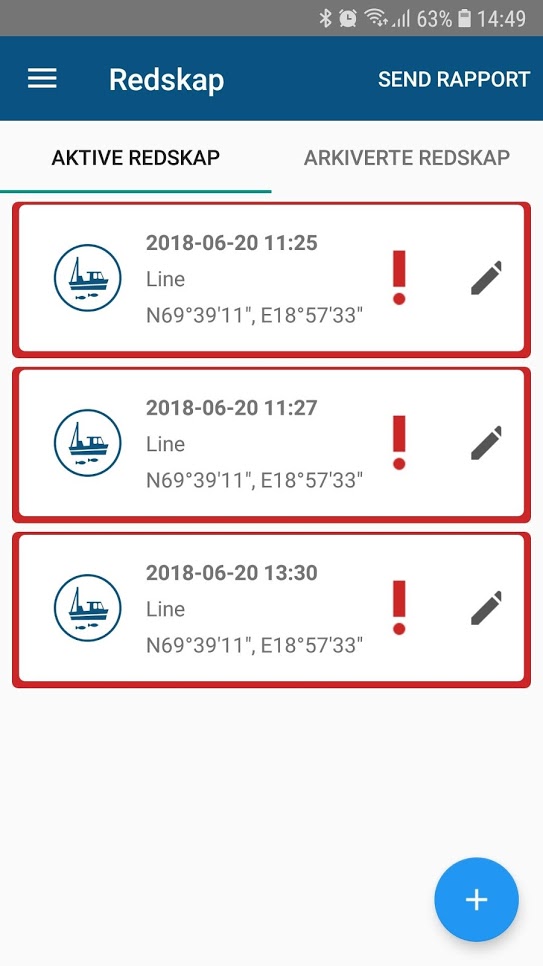 63% 14:49
Redskap SEND RAPPORT
AKTIVE REDSKAP ARKIVERTE REDSKAP
2018-06-20 11:25
Line
N69°39'11", E18°57'33"
2018-06-20 11:27
Line
N69°39'11", E18°57'33"
2018-06-20 13:30
Line
N69°39'11", E18°57'33"